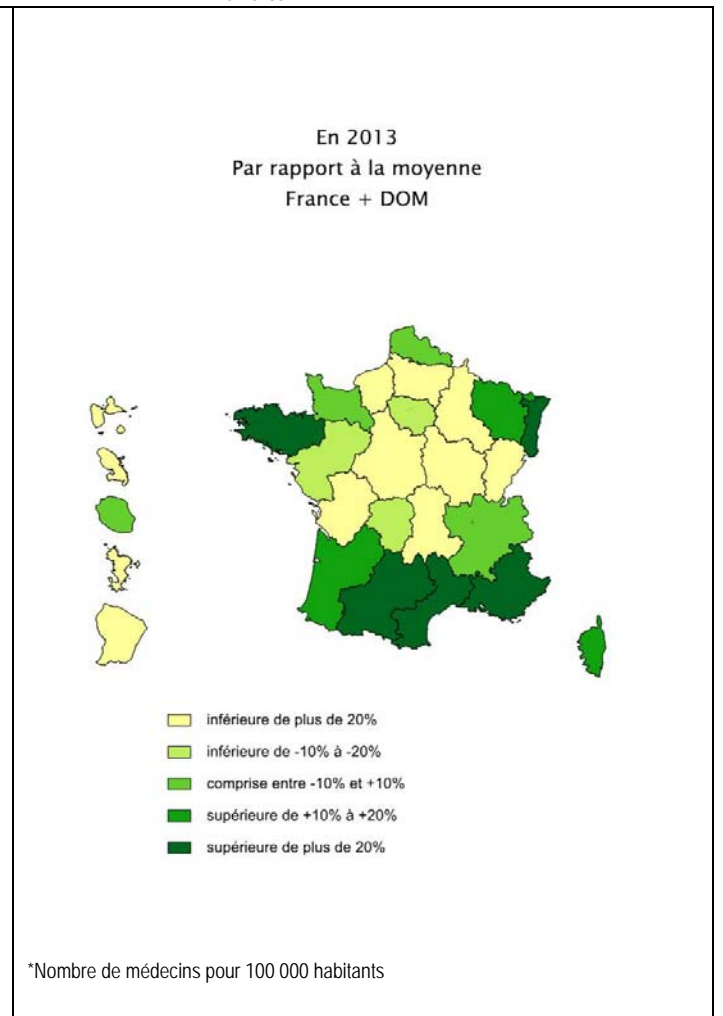 En 2013
Par rapport à la moyenne
France + DOM
inférieure de plus de 20%
inférieure de -10% à -20%
comprise entre -10% et +10%
supérieure de +10% à +20%
supérieure de plus de 20%
*Nombre de médecins pour 100 000 habitants